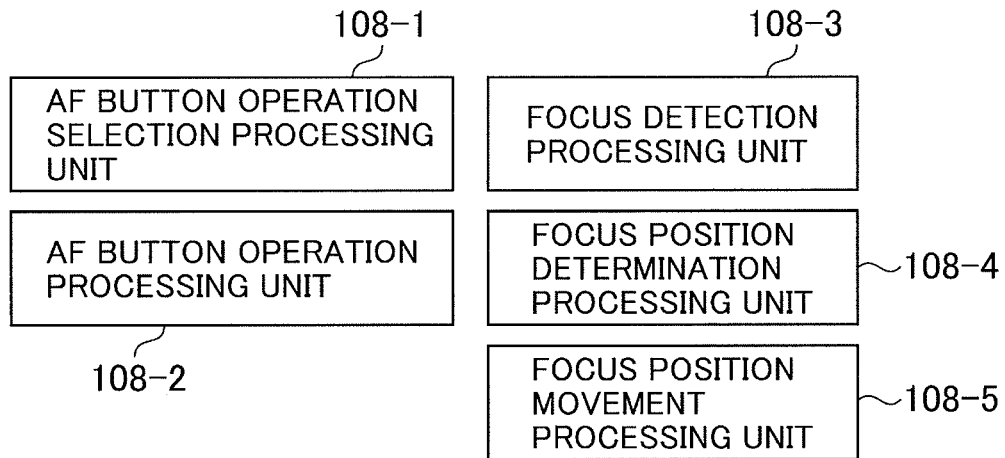 108-1
AF BUTTON OPERATION
SELECTION PROCESSING
UNIT
AF BUTTON OPERATION
PROCESSING UNIT
108-2
108-3
FOCUS DETECTION
PROCESSING UNIT
FOCUS POSITION
DETERMINATION
PROCESSING UNIT
108-4
FOCUS POSITION
MOVEMENT
PROCESSING UNIT
108-5